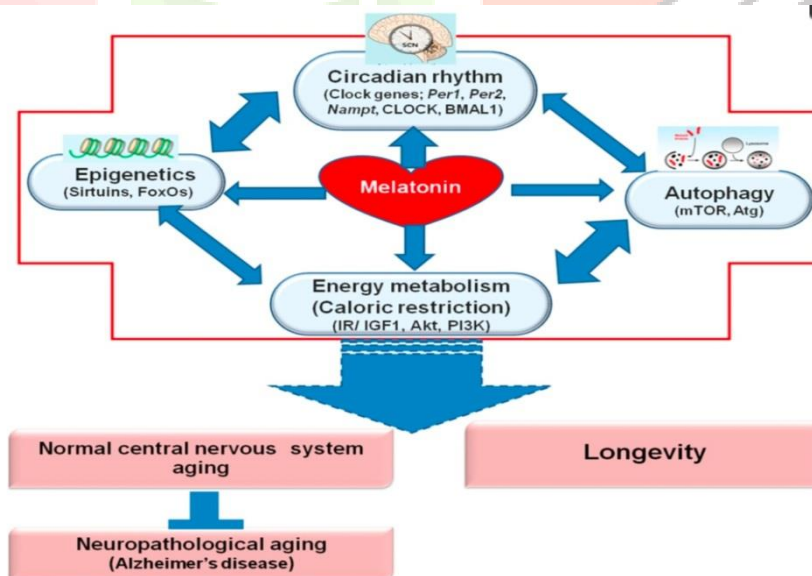 SCN
Circadian rhythm
(Clock genes; Per1, Per2,
Nampt, CLOCK, BMAL1)
Epigenetics
(Sirtuins, FoxOs)
Melatonin
Autophagy
(mTOR, Atg)
Energy metabolism
(Caloric restriction)
(IR/ IGF1, Akt, PI3K)
Normal central nervous system
aging
Longevity
Neuropathological aging
(Alzheimer's disease)